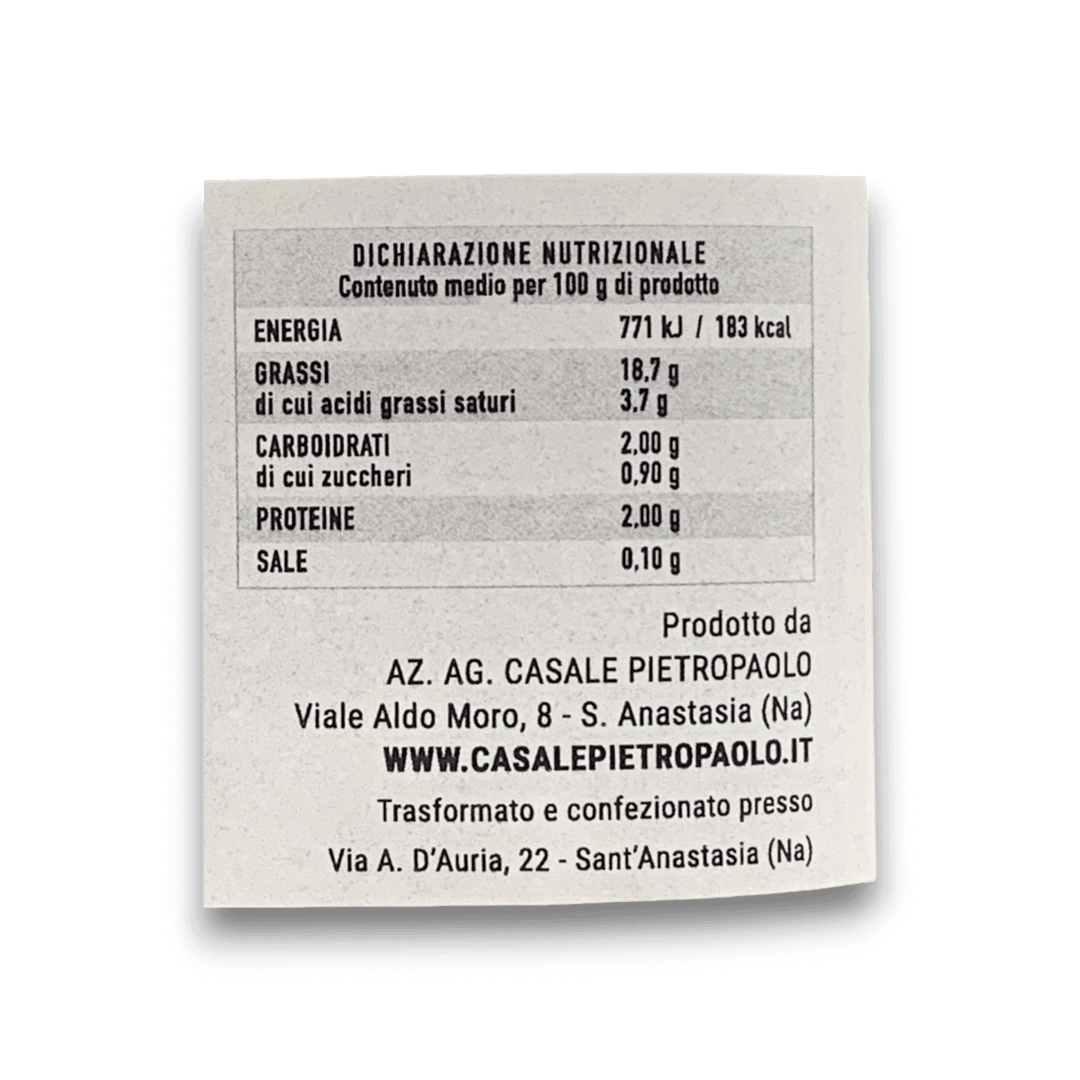 DICHIARAZIONE NUTRIZIONALE
Contenuto medio per 100 g di prodotto
ENERGIA 771 kJ / 183 kcal
GRASSI 18,7 g
di cui acidi grassi saturi 3,7 g
CARBOIDRATI 2,00 g
di cui zuccheri 0,90 g
PROTEINE 2,00 g
SALE 0,10 g
Prodotto da
AZ. AG. CASALE PIETROPAOLO
Viale Aldo Moro, 8 - S. Anastasia (Na)
WWW.CASALEPIETROPAOLO.IT
Trasformato e confezionato presso
Via A. D'Auria, 22 - Sant'Anastasia (Na)